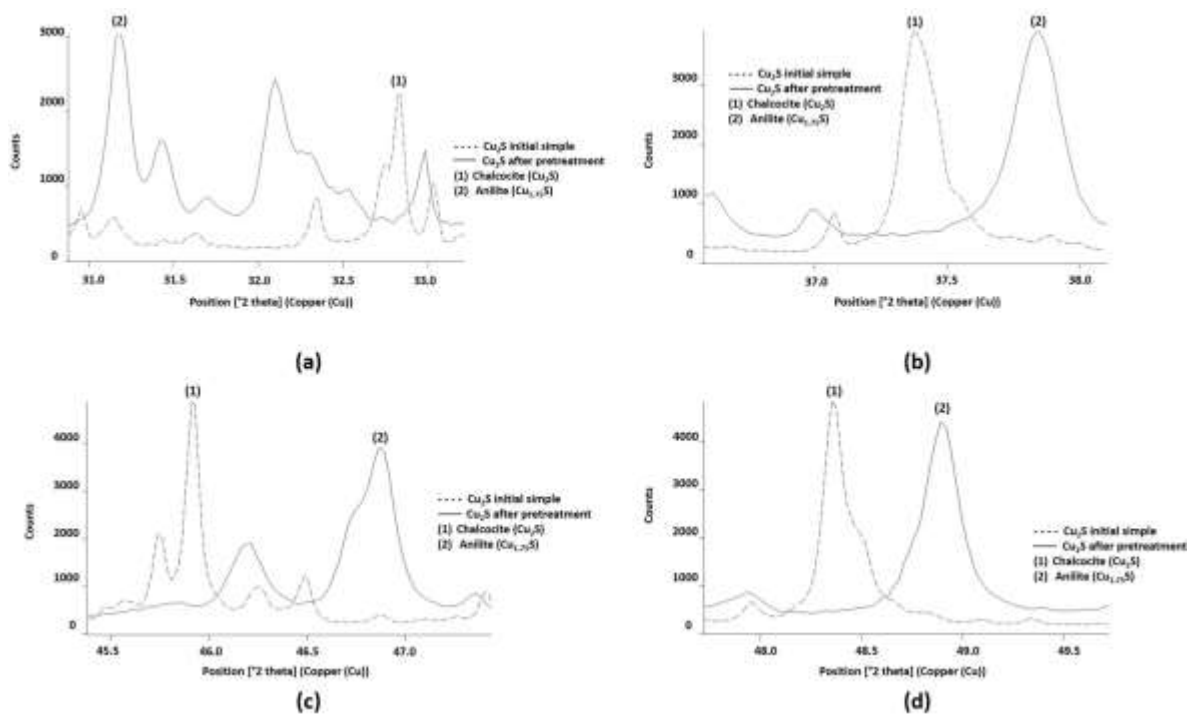 (2)
(1)
3000
2000
1000
0
Counts
31.0 31.5 32.0 32.5 33.0
Position [°2 theta] (Copper (Cu))
Cu₂S initial simple
Cu₂S after pretreatment
(1) Chalcocite (Cu₂S)
(2) Anilite (Cu₁.₇₅S)
(a)
(1) (2)
3000
2000
1000
0
Counts
37.0 37.5 38.0
Position [°2 theta] (Copper (Cu))
Cu₂S initial simple
Cu₂S after pretreatment
(1) Chalcocite (Cu₂S)
(2) Anilite (Cu₁.₇₅S)
(b)
(1)
(2)
4000
3000
2000
1000
0
Counts
45.5 46.0 46.5 47.0
Position [°2 theta] (Copper (Cu))
Cu₂S initial simple
Cu₂S after pretreatment
(1) Chalcocite (Cu₂S)
(2) Anilite (Cu₁.₇₅S)
(c)
(1)
(2)
4000
3000
2000
1000
0
Counts
48.0 48.5 49.0 49.5
Position [°2 theta] (Copper (Cu))
Cu₂S initial simple
Cu₂S after pretreatment
(1) Chalcocite (Cu₂S)
(2) Anilite (Cu₁.₇₅S)
(d)